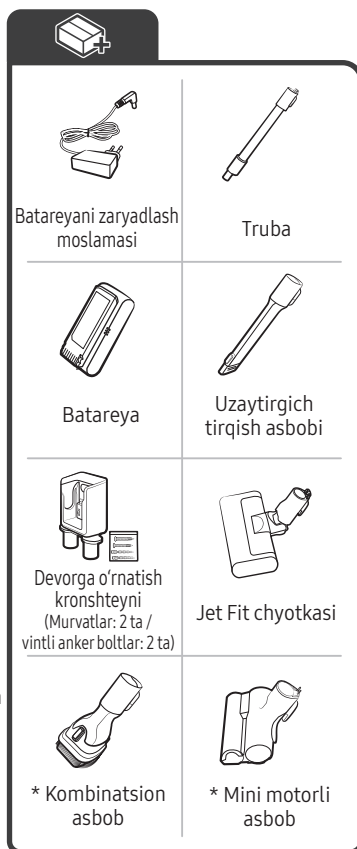 Batareyani zaryadlash
moslamasi
Truba
Batareya
Uzaytirgich
tirqish asbobi
Devorga o‘rnatish
kronshteyni
(Murvatlar: 2 ta /
vintli anker boltlar: 2 ta)
Jet Fit chyotkasi
* Kombinatsion
asbob
* Mini motorli
asbob